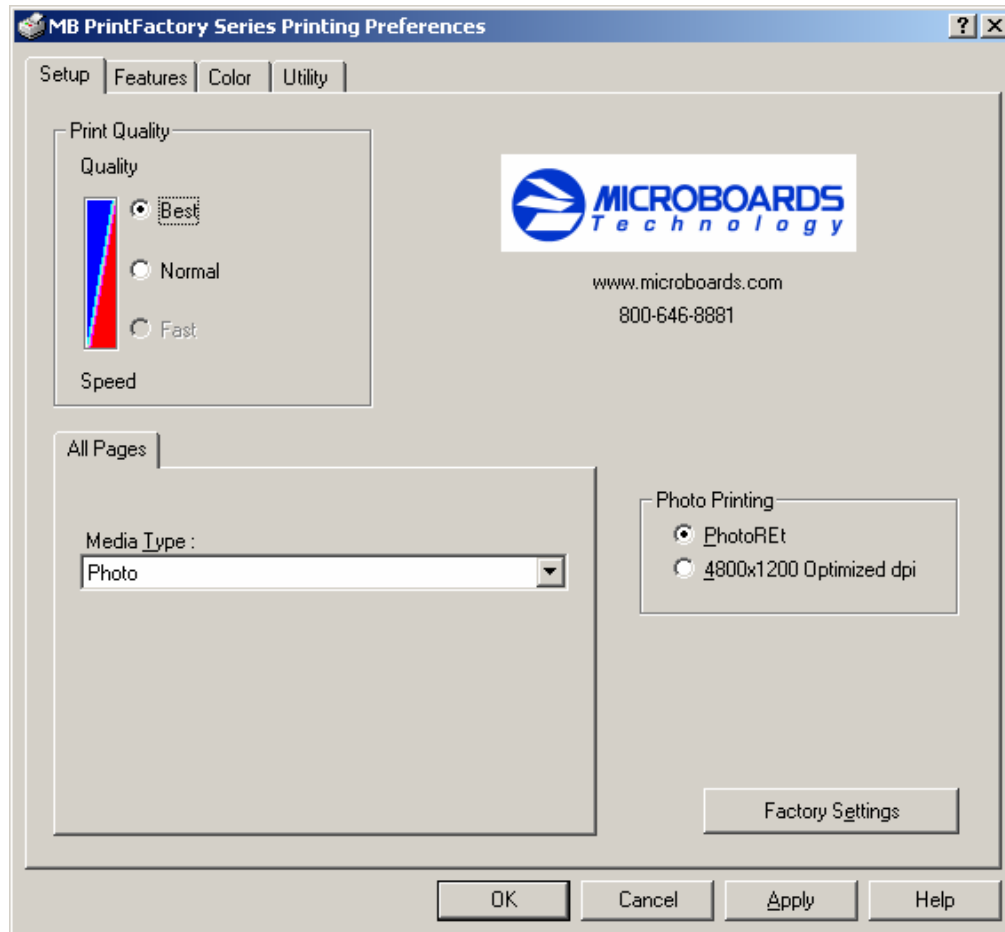 MB PrintFactory Series Printing Preferences
Setup Features Color Utility
Print Quality
Quality
Best
Normal
Fast
Speed
MICROBOARDS
Technology
www.microboards.com
800-646-8881
All Pages
Media Type :
Photo
Photo Printing
PhotoREt
4800x1200 Optimized dpi
Factory Settings
OK Cancel Apply Help